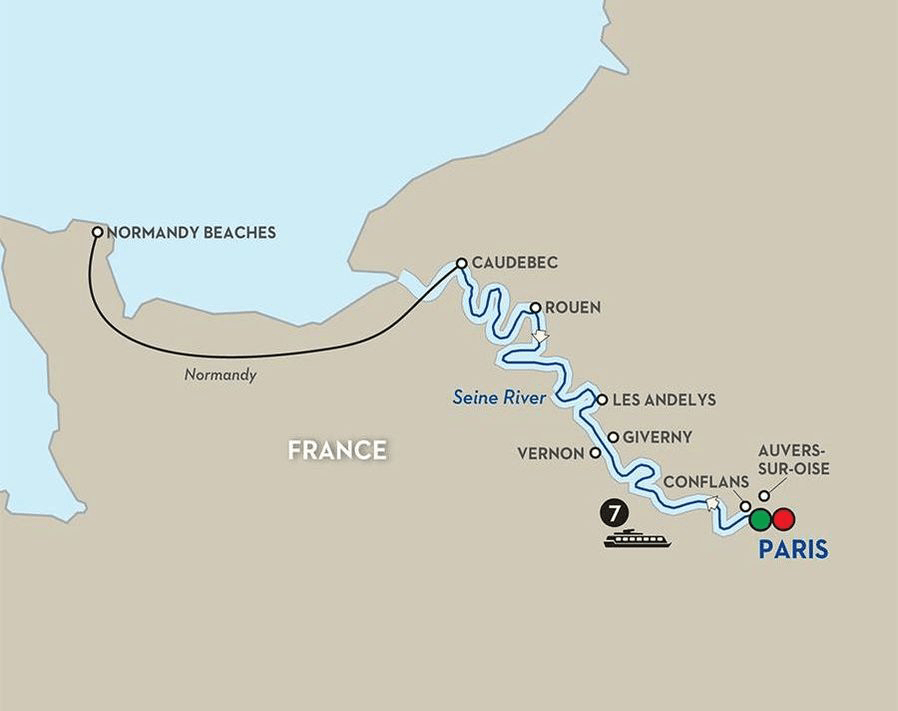 NORMANDY BEACHES
CAUDEBEC
ROUEN
Normandy
Seine River
LES ANDELYS
GIVERNY
FRANCE
VERNON
AUVERS-
SUR-OISE
CONFLANS
7
PARIS